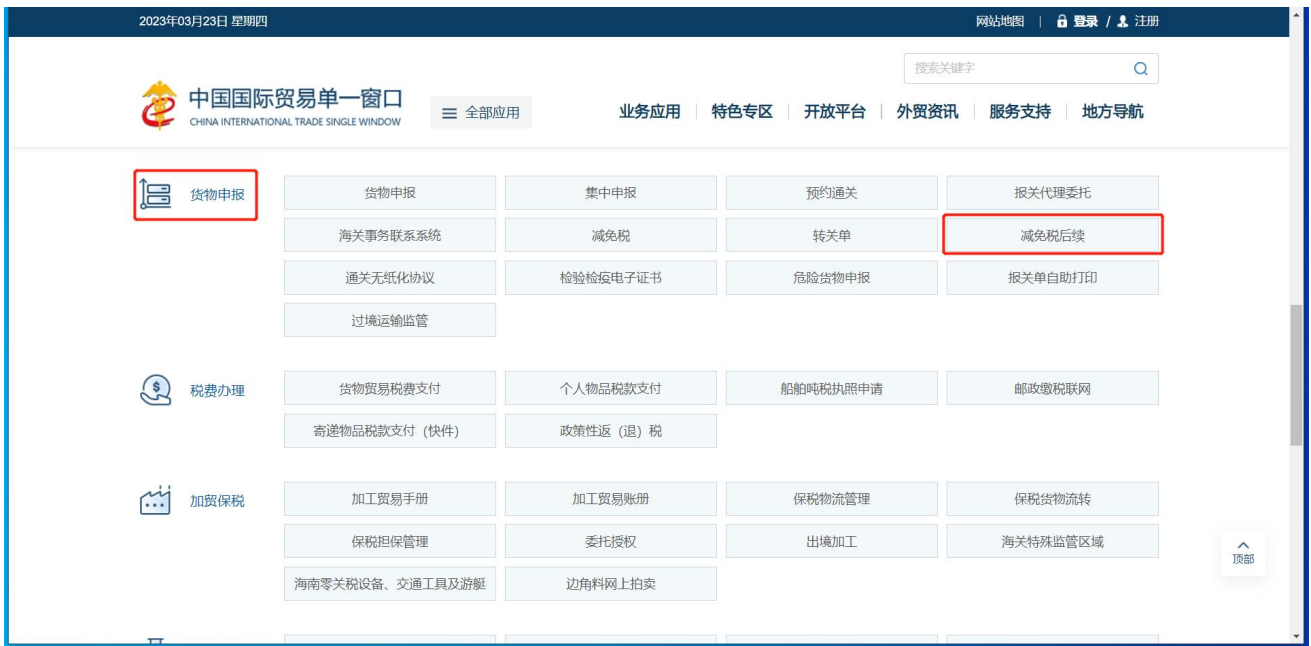 2023年03月23日 星期四 网站地图 | 登录 / 注册
搜索关键字
中国国际贸易单一窗口
CHINA INTERNATIONAL TRADE SINGLE WINDOW
全部应用 业务应用 | 特色专区 | 开放平台 | 外贸资讯 | 服务支持 | 地方导航
货物申报 货物申报 集中申报 预约通关 报关代理委托
海关事务联系系统 减免税 转关单 减免税后续
通关无纸化协议 检验检疫电子证书 危险货物申报 报关单自助打印
过境运输监管
税费办理 货物贸易税费支付 个人物品税款支付 船舶吨税执照申请 邮政缴税联网
寄递物品税款支付 (快件) 政策性返（退）税
加贸保税 加工贸易手册 加工贸易账册 保税物流管理 保税货物流转
保税担保管理 委托授权 出境加工 海关特殊监管区域
顶部
海南零关税设备、交通工具及游艇 边角料网上拍卖